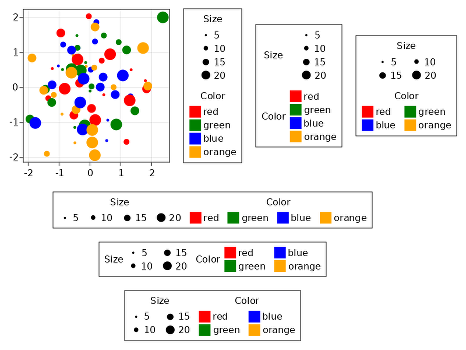 2
1
0
-1
-2
-2 -1 0 1 2
Size
5
10
15
20
Color
red
green
blue
orange
Size
5
10
15
20
Color
red
green
blue
orange
Size
5 10
15 20
Color
red green
blue orange
Size Color
5 10 15 20 red green blue orange
Size 5 15 Color red blue
10 20 green orange
Size Color
5 15 red blue
10 20 green orange